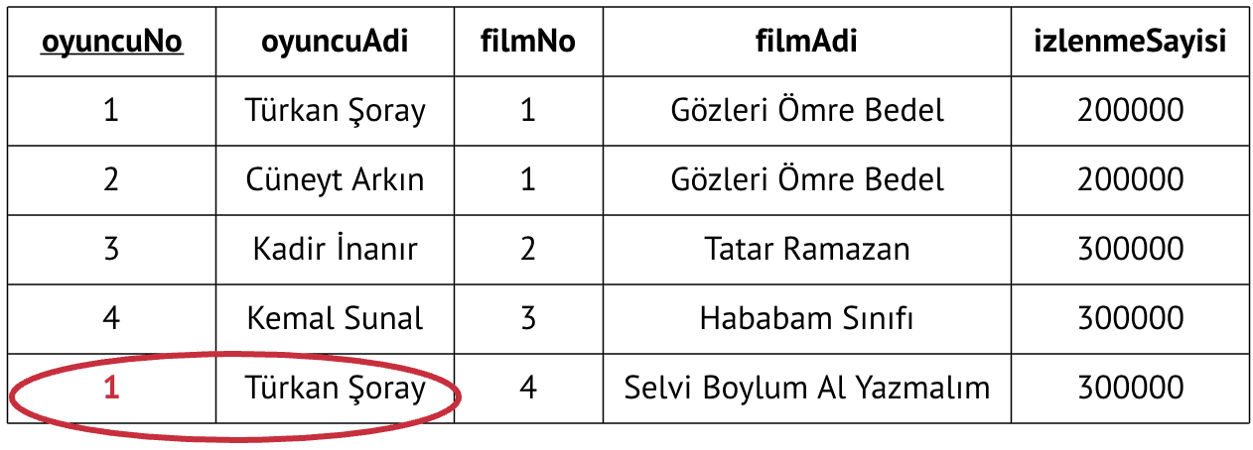 oyuncuNo oyuncuAdi filmNo filmAdi izlenmeSayisi
1 Türkan Şoray 1 Gözleri Ömre Bedel 200000
2 Cüneyt Arkın 1 Gözleri Ömre Bedel 200000
3 Kadir İnanır 2 Tatar Ramazan 300000
4 Kemal Sunal 3 Hababam Sınıfı 300000
1 Türkan Şoray 4 Selvi Boylum Al Yazmalım 300000